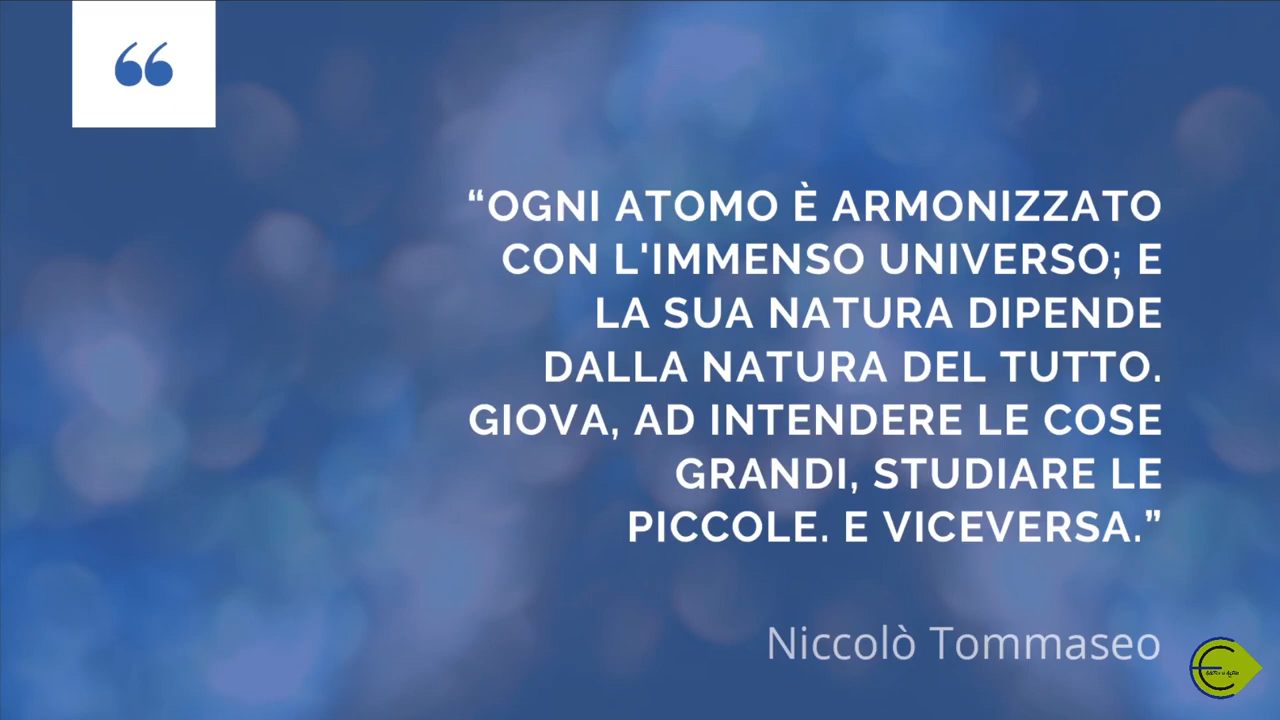 “OGNI ATOMO È ARMONIZZATO
CON L'IMMENSO UNIVERSO; E
LA SUA NATURA DIPENDE
DALLA NATURA DEL TUTTO.
GIOVA, AD INTENDERE LE COSE
GRANDI, STUDIARE LE
PICCOLE. E VICEVERSA.”
Niccolò Tommaseo